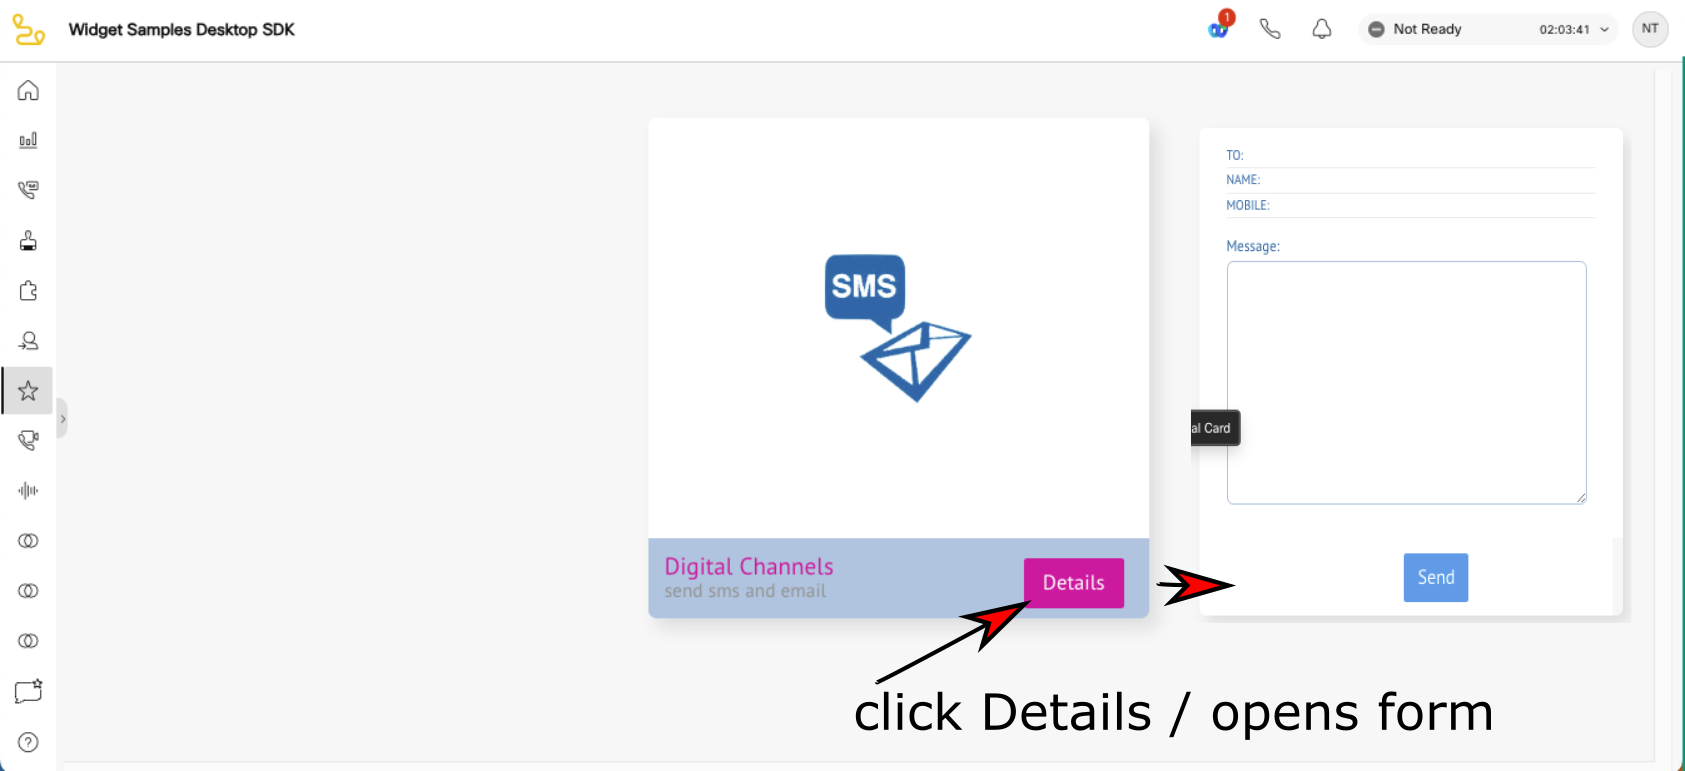 Widget Samples Desktop SDK
1
Not Ready
02:03:41
NT
SMS
Digital Channels
send sms and email
Details
TO:
NAME:
MOBILE:
Message:
al Card
Send
click Details / opens form